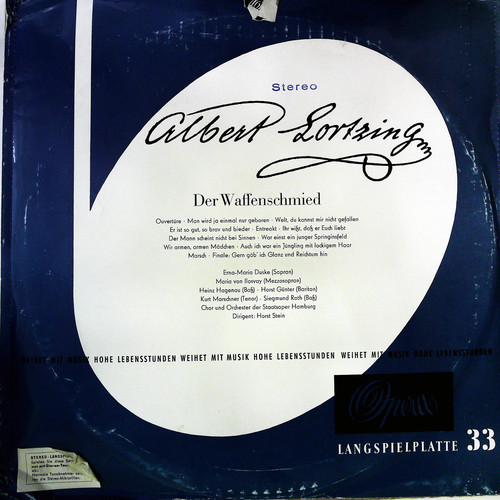 Stereo
Albert Lortzing
Der Waffenschmied
Ouvertüre · Man wird ja einmal nur geboren · Welt, du kannst mir nicht gefallen
Er ist so gut, so brav und bieder · Entreakt · Ihr wißt, daß er Euch liebt
Der Mann scheint nicht bei Sinnen · War einst ein junger Springinsfeld
Wir armen, armen Mädchen · Auch ich war ein Jüngling mit lockigem Haar
Marsch · Finale: Gern gäb' ich Glanz und Reichtum hin
Erna-Maria Duske (Sopran)
Maria von Ilosvay (Mezzosopran)
Heinz Hagenau (Baß) · Horst Günter (Bariton)
Kurt Marschner (Tenor) · Siegmund Roth (Baß)
Chor und Orchester der Staatsoper Hamburg
Dirigent: Horst Stein
WEIHET MIT MUSIK HOHE LEBENSSTUNDEN WEIHET MIT MUSIK HOHE LEBENSSTUNDEN WEIHET MIT MUSIK HOHE LEBENSSTUNDEN
Opera
LANGSPIELPLATTE 33
STEREO-LANGSPIEL